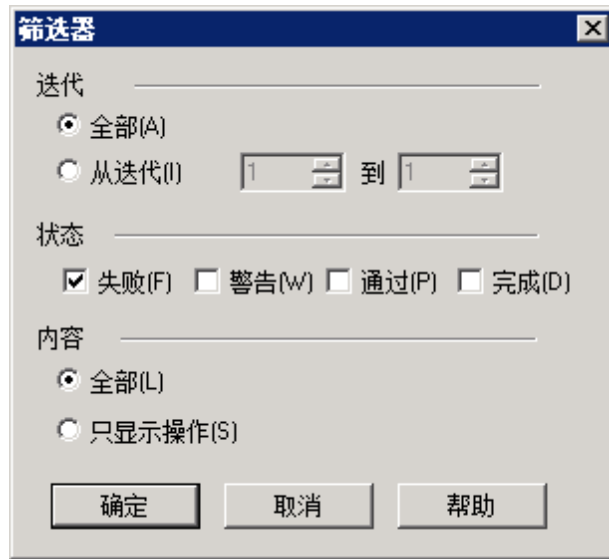 筛选器
迭代
全部(A)
从迭代(I) 1 到 1
状态
失败(F) 警告(W) 通过(P) 完成(D)
内容
全部(L)
只显示操作(S)
确定 取消 帮助